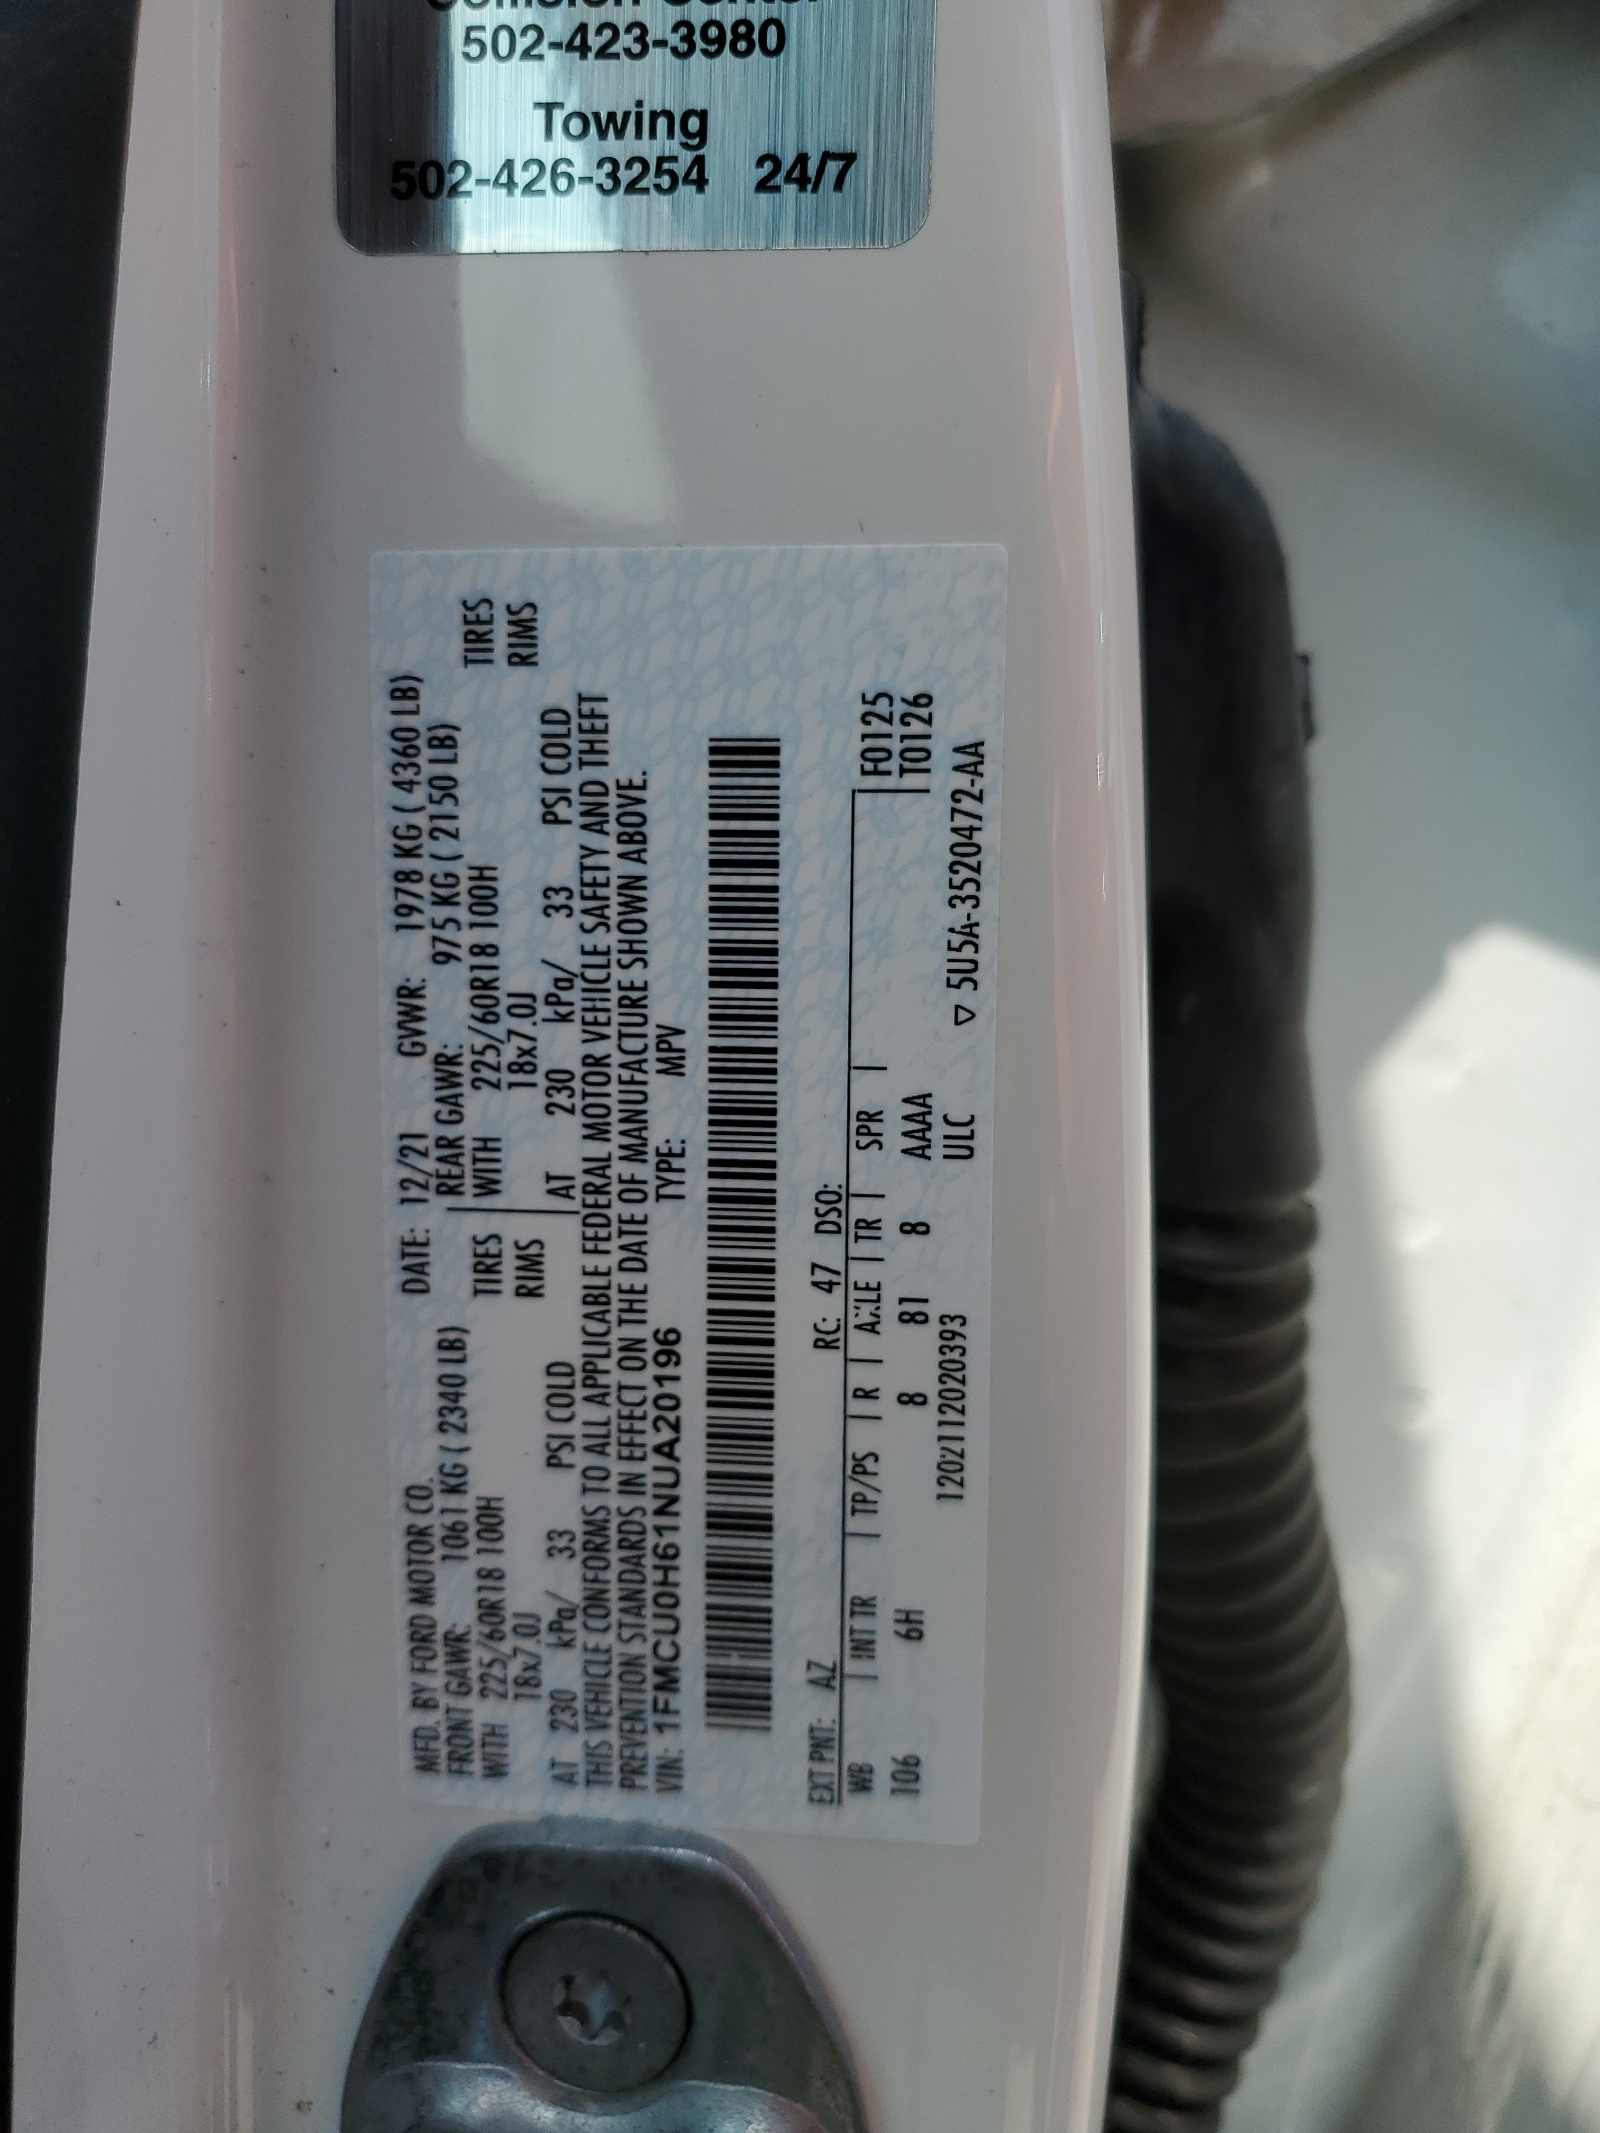 502-423-3980
Towing
502-426-3254 24/7
MFD. BY FORD MOTOR CO. DATE: 12/21 GVWR: 1978 KG ( 4360 LB)
FRONT GAWR: 1061 KG ( 2340 LB) REAR GAWR: 975 KG ( 2150 LB)
WITH 225/60R18 100H TIRES WITH 225/60R18 100H TIRES
18x7.0J RIMS 18x7.0J RIMS
AT 230 kPa/ 33 PSI COLD AT 230 kPa/ 33 PSI COLD
THIS VEHICLE CONFORMS TO ALL APPLICABLE FEDERAL MOTOR VEHICLE SAFETY AND THEFT
PREVENTION STANDARDS IN EFFECT ON THE DATE OF MANUFACTURE SHOWN ABOVE.
VIN: 1FMCU0H61NUA20196 TYPE: MPV
EXT PNT: AZ RC: 47 DSO:
WB | INT TR | TP/PS | R | AXLE | TR | SPR | F0125
106 6H 8 81 8 AAAA T0126
1202112020393 ULC ▽ 5U5A-3520472-AA